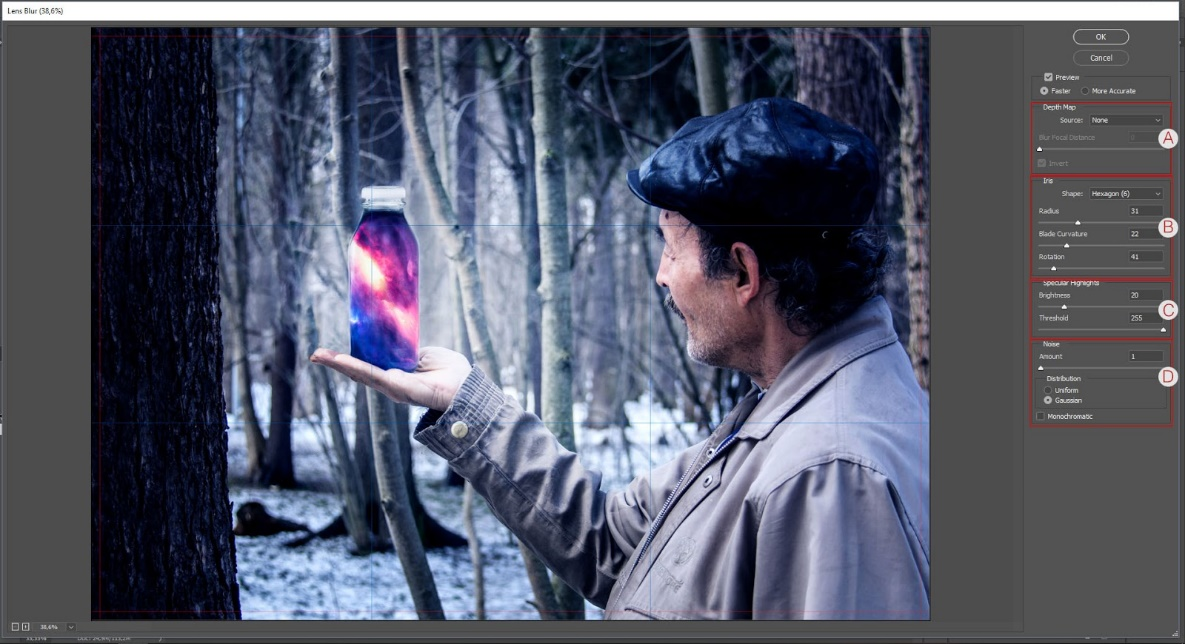 Lens Blur (38,6%)
OK
Cancel
Preview
Faster More Accurate
Depth Map
Source: None
Blur Focal Distance
A
Invert
Iris
Shape: Hexagon (6)
Radius 31
B
Blade Curvature 22
Rotation 41
Specular Highlights
Brightness 20
C
Threshold 255
Noise
Amount 1
D
Distribution
Uniform
Gaussian
Monochromatic
38,6%